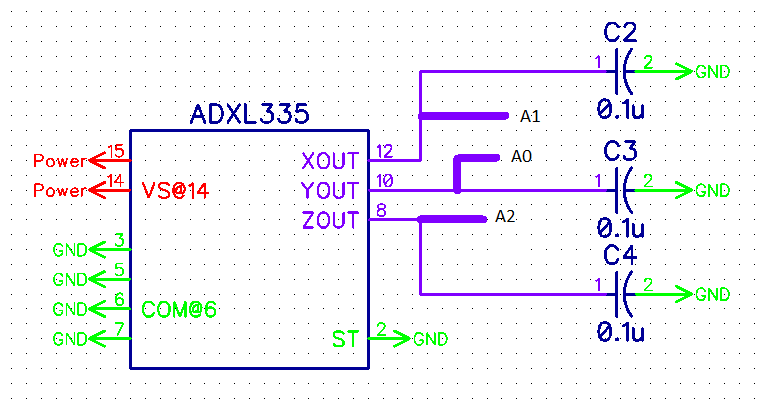 C2
1 2 GND
0.1u
ADXL335
A1
Power 15 XOUT 12
A0
C3
Power 14 VS@14 YOUT 10 1 2 GND
ZOUT 8 A2
0.1u
GND 3
C4
GND 5
1 2 GND
GND 6 COM@6
0.1u
GND 7 ST 2 GND